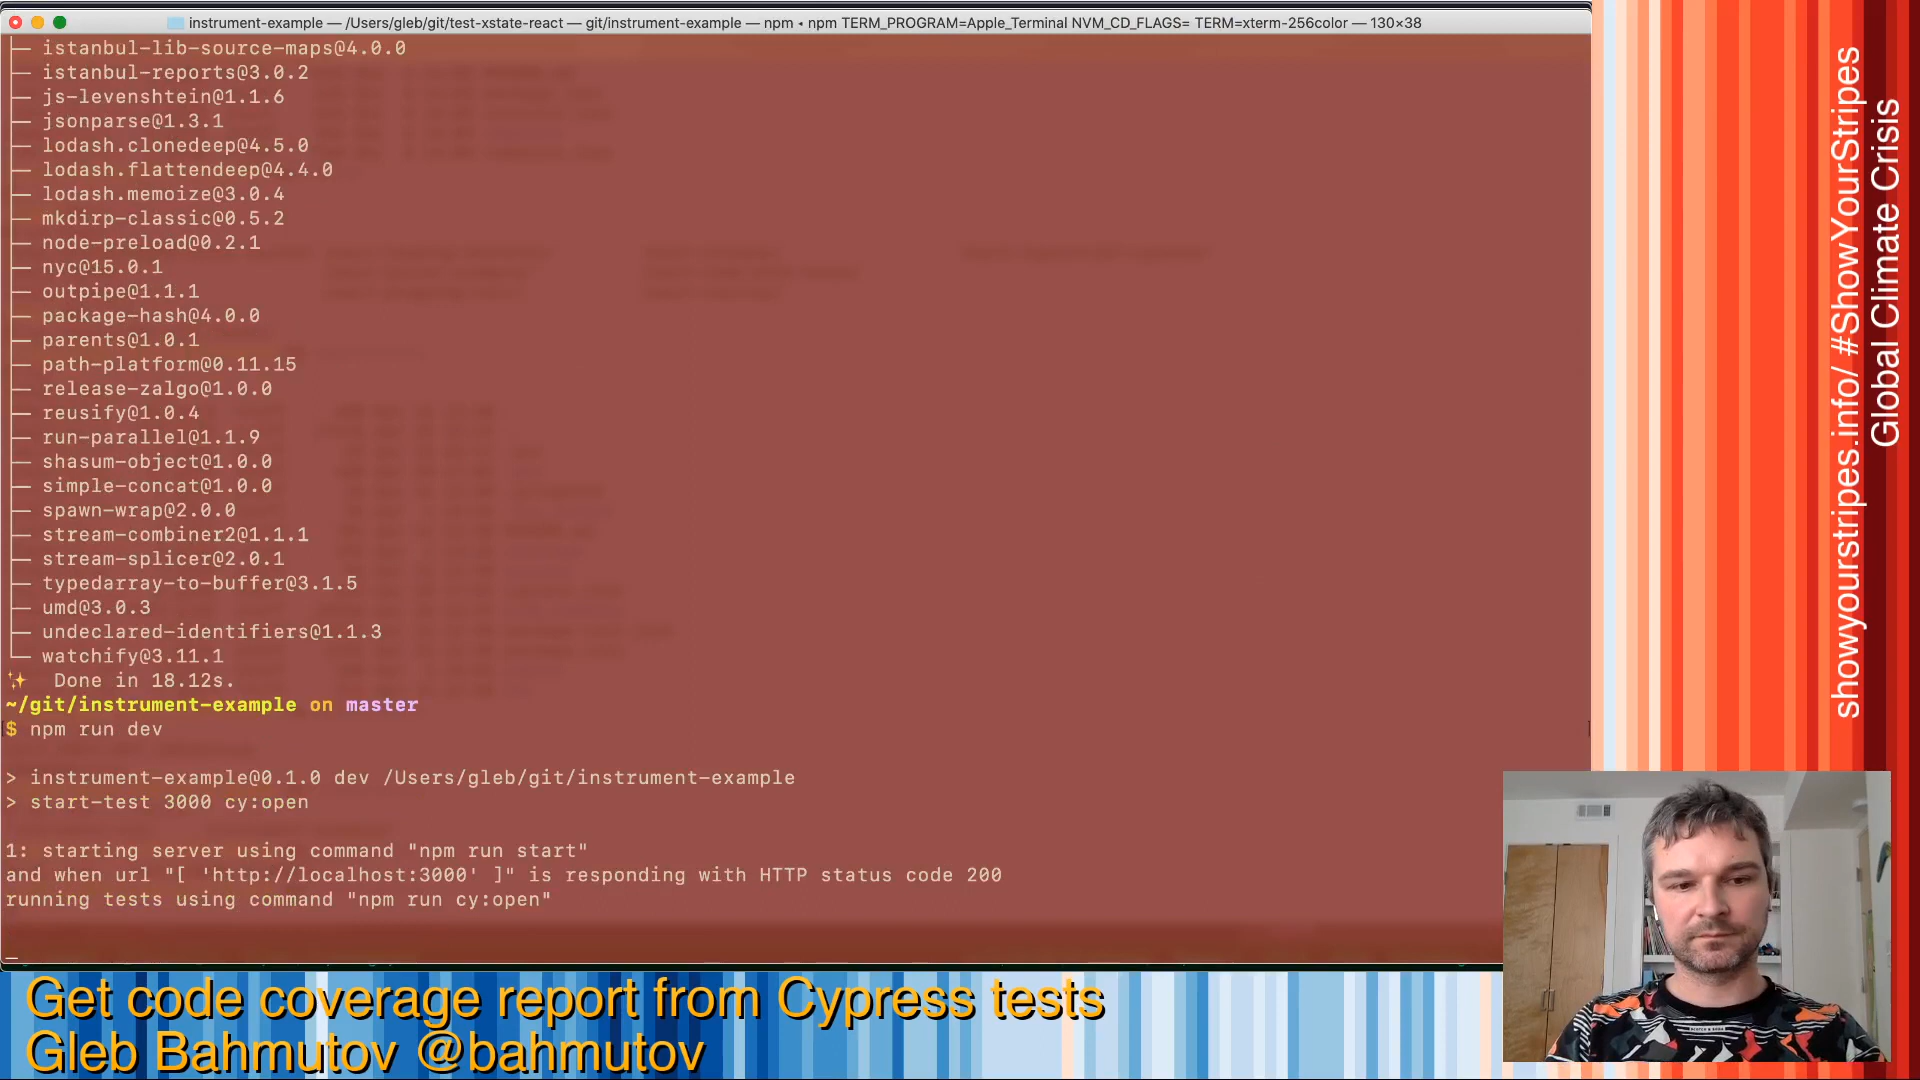 instrument-example — /Users/gleb/git/test-xstate-react — git/instrument-example — npm ◂ npm TERM_PROGRAM=Apple_Terminal NVM_CD_FLAGS= TERM=xterm-256color — 130×38
├─ istanbul-lib-source-maps@4.0.0
├─ istanbul-reports@3.0.2
├─ js-levenshtein@1.1.6
├─ jsonparse@1.3.1
├─ lodash.clonedeep@4.5.0
├─ lodash.flattendeep@4.4.0
├─ lodash.memoize@3.0.4
├─ mkdirp-classic@0.5.2
├─ node-preload@0.2.1
├─ nyc@15.0.1
├─ outpipe@1.1.1
├─ package-hash@4.0.0
├─ parents@1.0.1
├─ path-platform@0.11.15
├─ release-zalgo@1.0.0
├─ reusify@1.0.4
├─ run-parallel@1.1.9
├─ shasum-object@1.0.0
├─ simple-concat@1.0.0
├─ spawn-wrap@2.0.0
├─ stream-combiner2@1.1.1
├─ stream-splicer@2.0.1
├─ typedarray-to-buffer@3.1.5
├─ umd@3.0.3
├─ undeclared-identifiers@1.1.3
└─ watchify@3.11.1
✨ Done in 18.12s.
~/git/instrument-example on master
$ npm run dev
> instrument-example@0.1.0 dev /Users/gleb/git/instrument-example
> start-test 3000 cy:open
1: starting server using command "npm run start"
and when url "[ 'http://localhost:3000' ]" is responding with HTTP status code 200
running tests using command "npm run cy:open"
showyourstripes.info/ #ShowYourStripes
Global Climate Crisis
Get code coverage report from Cypress tests
Gleb Bahmutov @bahmutov